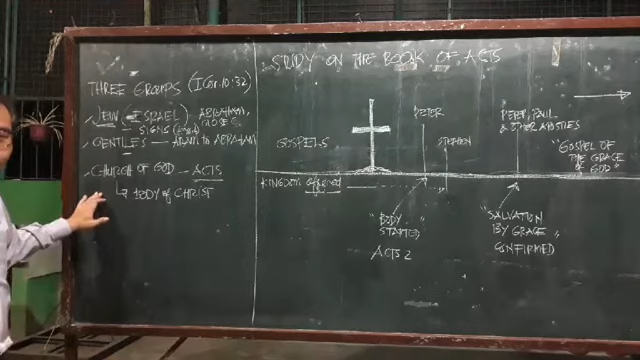 THREE GROUPS (I Cor. 10:32)
JEW (ISRAEL) ABRAHAM,
SIGNS
GENTILES — ADAM to ABRAHAM
CHURCH OF GOD — ACTS
BODY of CHRIST
STUDY ON THE BOOK OF ACTS
GOSPELS
PETER
STEPHEN
PETER, PAUL
& OTHER APOSTLES
"GOSPEL
OF THE
GRACE
OF GOD"
KINGDOM offered
"BODY
STARTED"
ACTS 2
"SALVATION
BY GRACE"
CONFIRMED